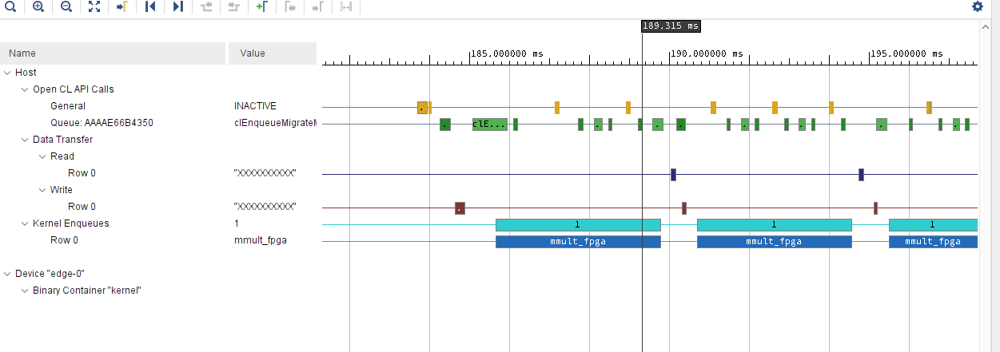 189.315 ms
Name Value 185.000000 ms 190.000000 ms 195.000000 ms
Host
Open CL API Calls
General INACTIVE
Queue: AAAAE66B4350 clEnqueueMigrateM clE...
Data Transfer
Read
Row 0 "XXXXXXXXXX"
Write
Row 0 "XXXXXXXXXX"
Kernel Enqueues 1 1 1 1
Row 0 mmult_fpga mmult_fpga mmult_fpga mmult_fpga
Device "edge-0"
Binary Container "kernel"